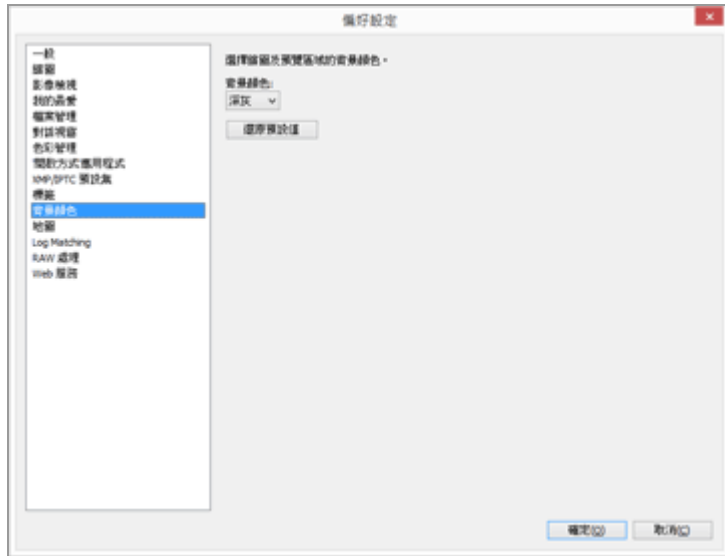 偏好設定
一般
縮圖
影像檢視
我的最愛
檔案管理
對話視窗
色彩管理
開啟方式應用程式
XMP/IPTC 預設集
標籤
背景顏色
地圖
Log Matching
RAW 處理
Web 服務
選擇縮圖及預覽區域的背景顏色。
背景顏色:
深灰
還原預設值
確定(O)
取消(C)